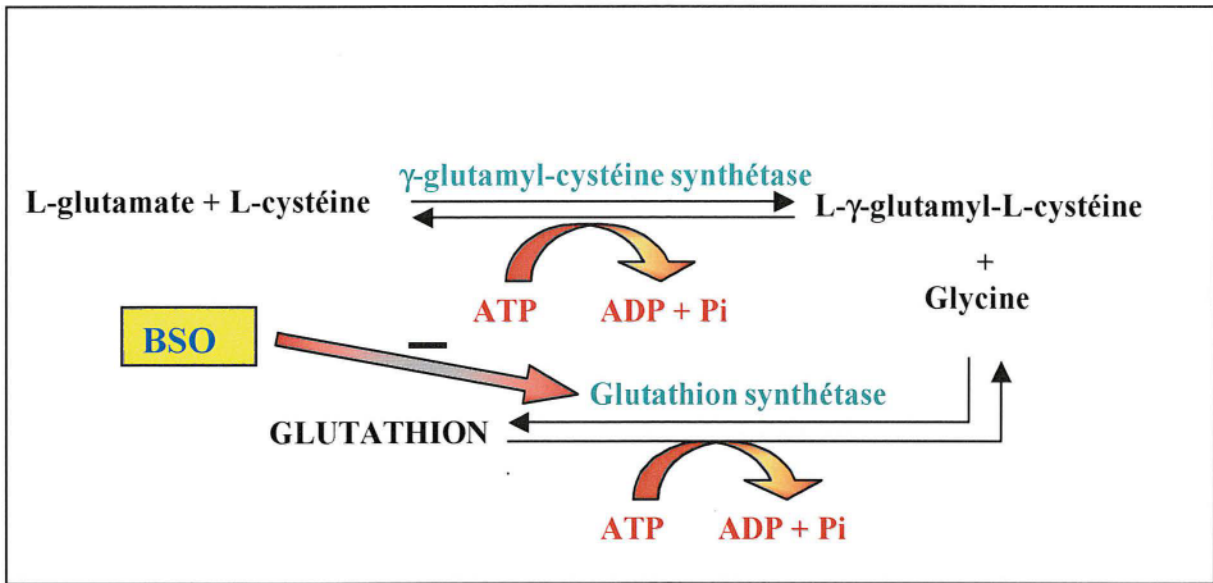 γ-glutamyl-cystéine synthétase
L-glutamate + L-cystéine
L-γ-glutamyl-L-cystéine
+
Glycine
ATP
ADP + Pi
BSO
Glutathion synthétase
GLUTATHION
ATP
ADP + Pi